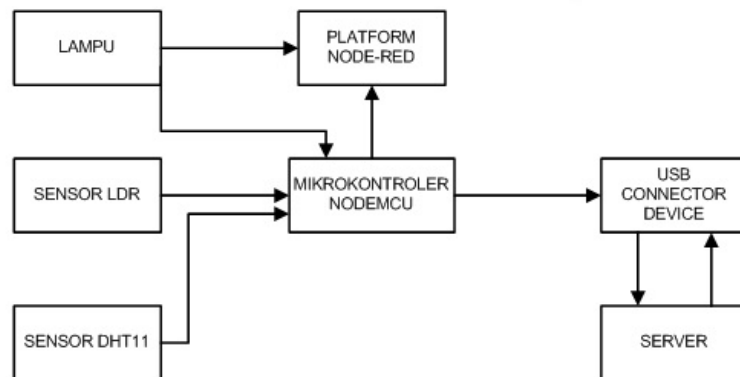 LAMPU
PLATFORM
NODE-RED
SENSOR LDR
MIKROKONTROLER
NODEMCU
USB
CONNECTOR
DEVICE
SENSOR DHT11
SERVER